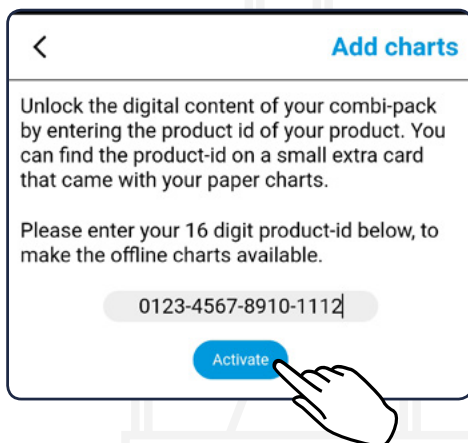 Add charts
Unlock the digital content of your combi-pack
by entering the product id of your product. You
can find the product-id on a small extra card
that came with your paper charts.
Please enter your 16 digit product-id below, to
make the offline charts available.
0123-4567-8910-1112
Activate